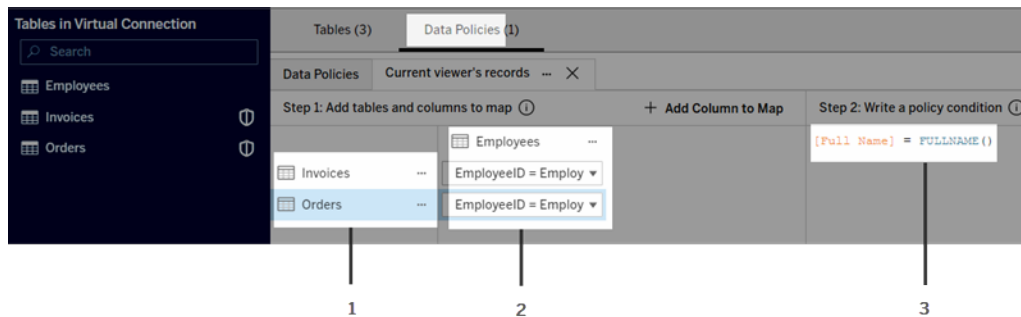 Tables in Virtual Connection
Search
Employees
Invoices
Orders
Tables (3)
Data Policies (1)
Data Policies
Current viewer's records
Step 1: Add tables and columns to map
+ Add Column to Map
Step 2: Write a policy condition
Employees
Invoices
EmployeeID = Employ
Orders
EmployeeID = Employ
[Full Name] = FULLNAME()
1
2
3